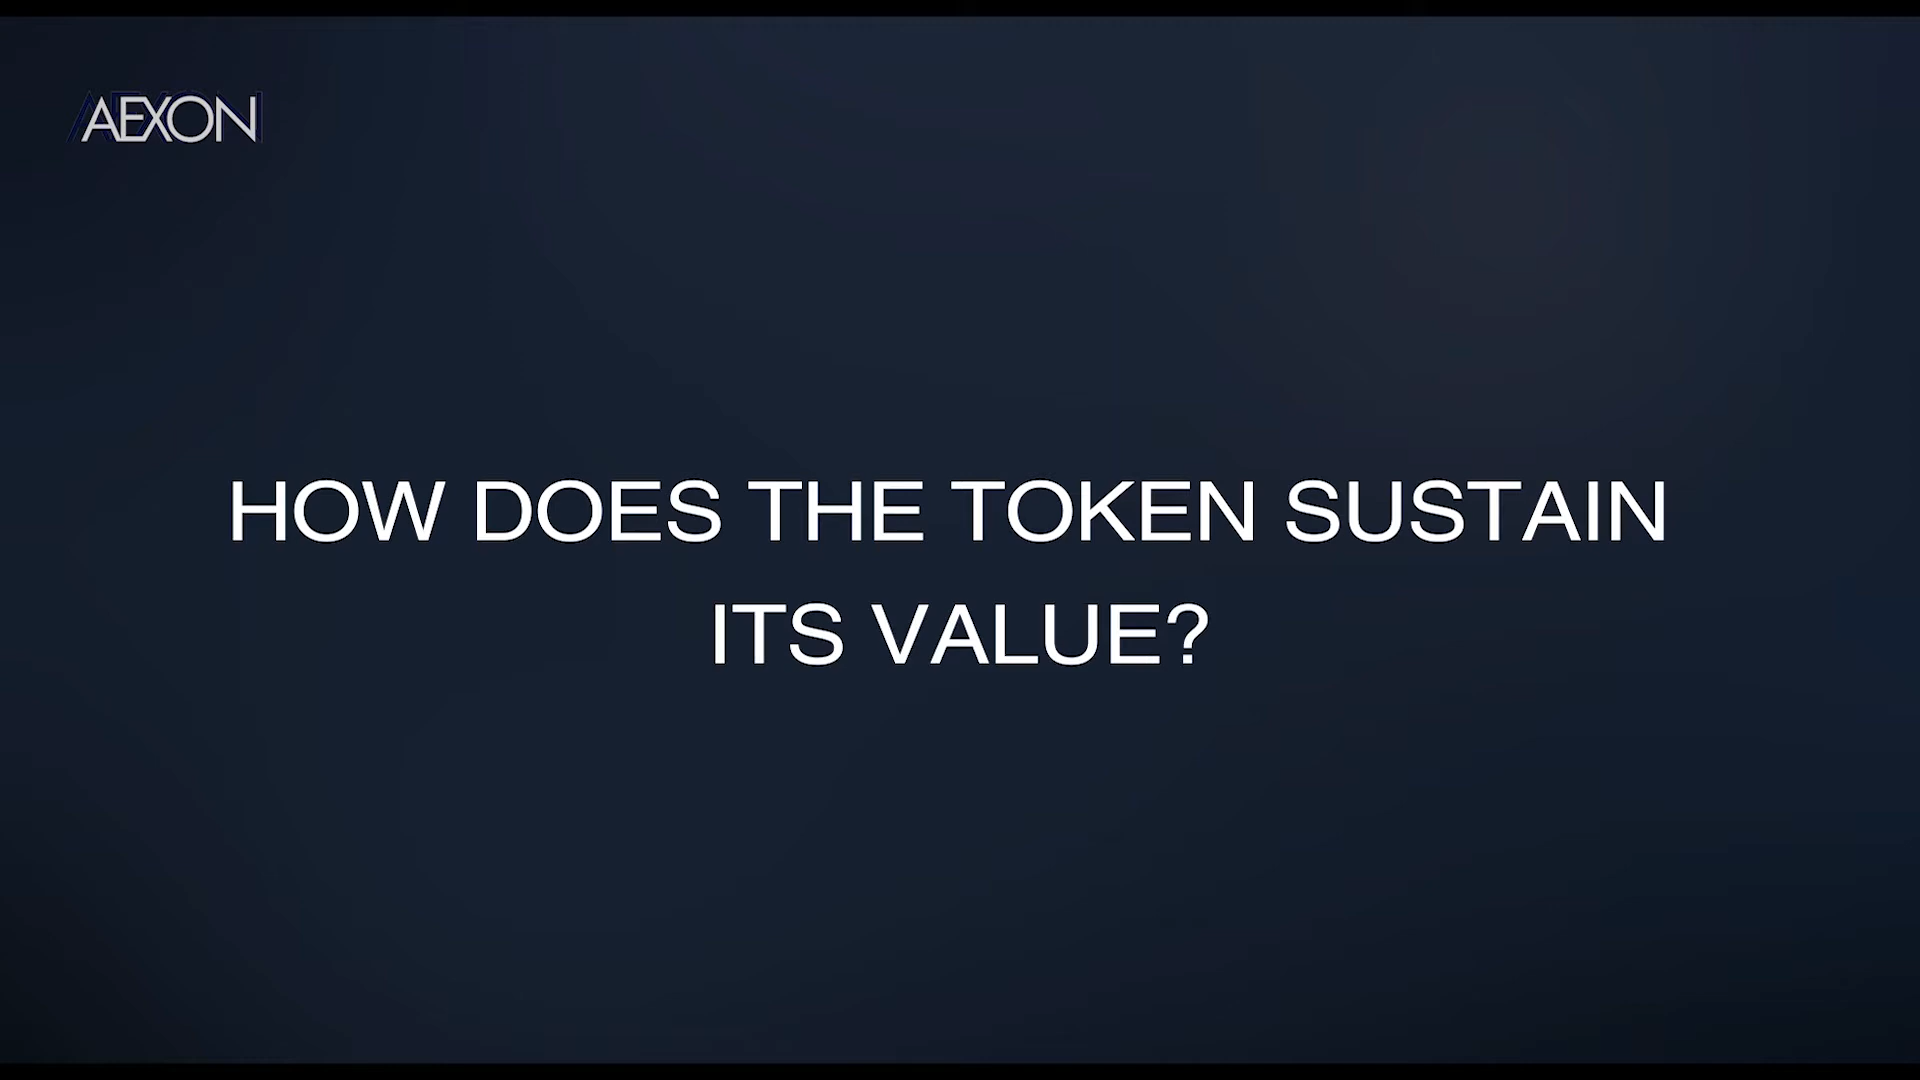 AEXON
HOW DOES THE TOKEN SUSTAIN
ITS VALUE?